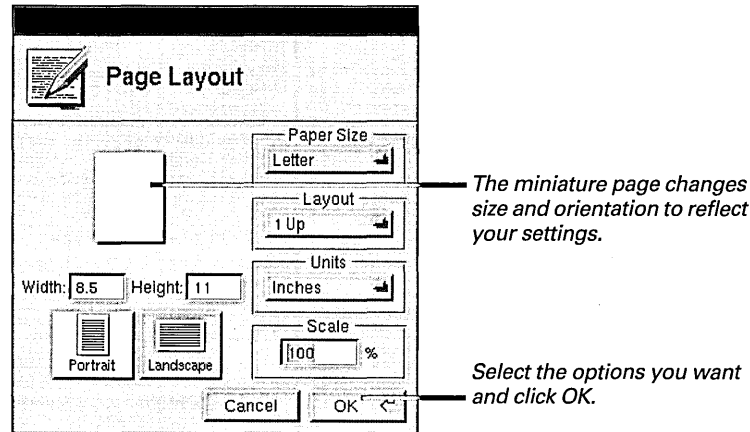 Page Layout
Paper Size
Letter
Layout
1 Up
Units
Inches
Width: 8.5 Height: 11
Scale
100 %
Portrait Landscape
Cancel OK
The miniature page changes
size and orientation to reflect
your settings.
Select the options you want
and click OK.